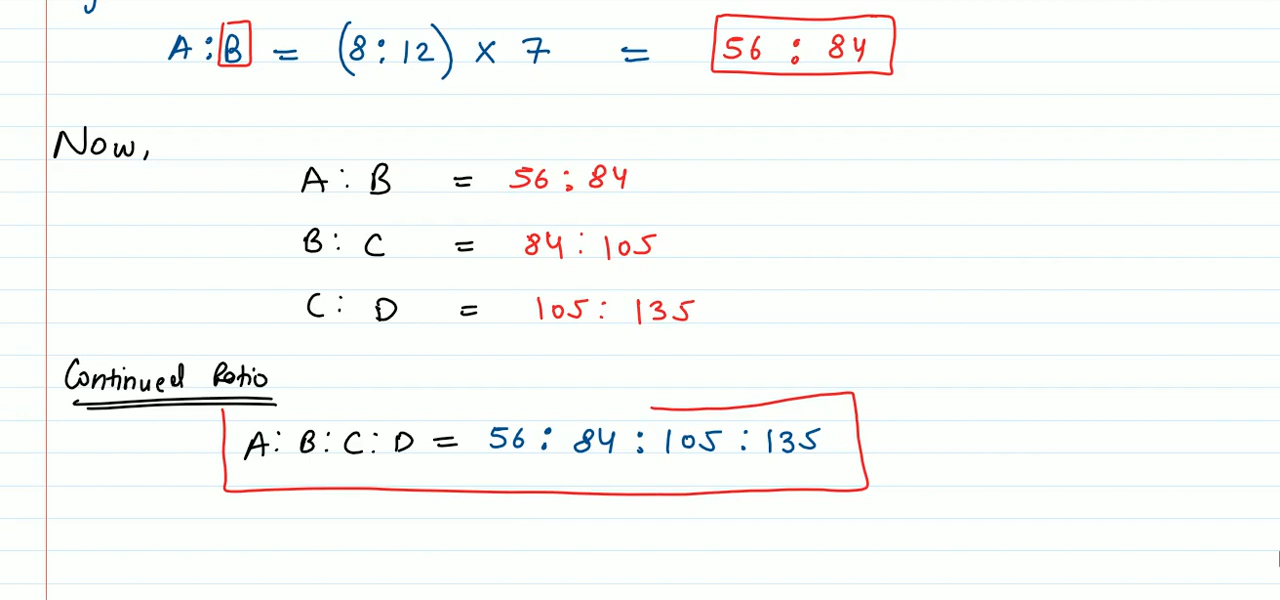 A : B = (8 : 12) × 7 = 56 : 84
Now,
A : B = 56 : 84
B : C = 84 : 105
C : D = 105 : 135
Continued Ratio
A : B : C : D = 56 : 84 : 105 : 135